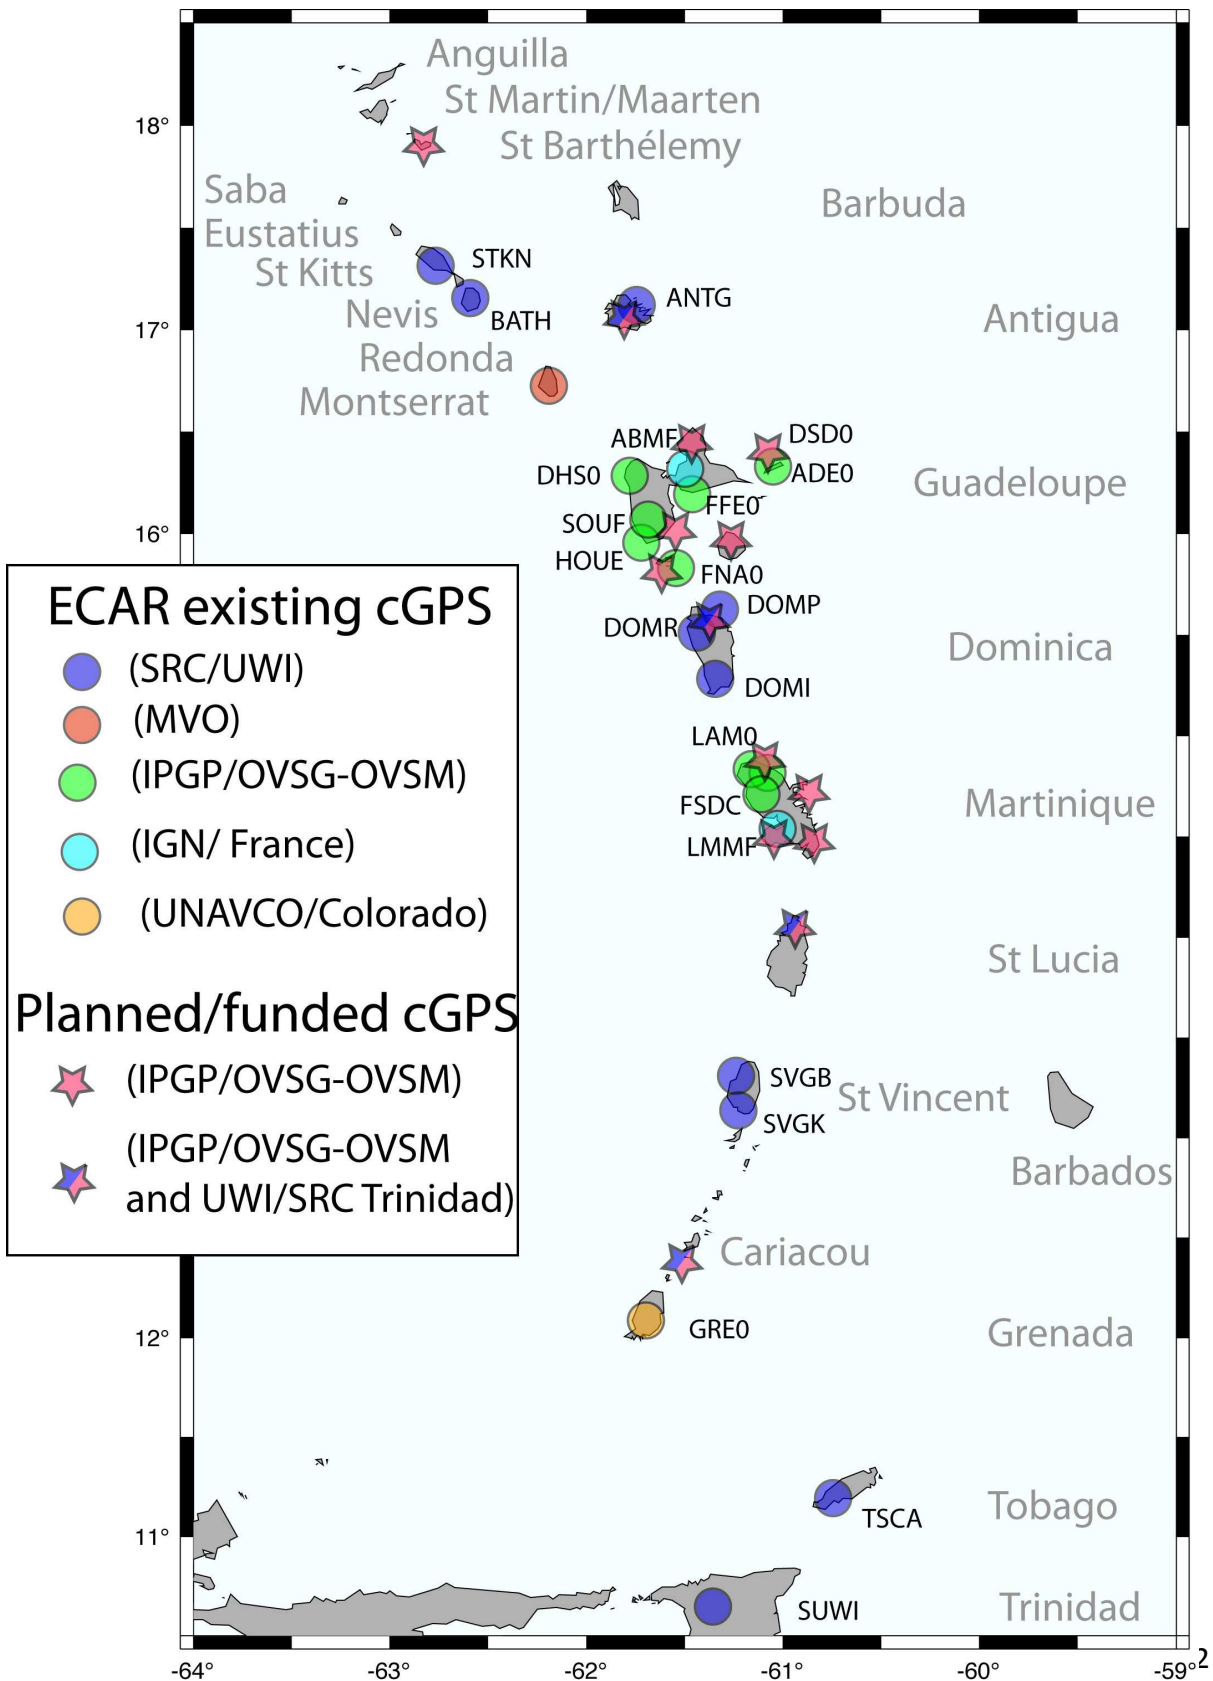 Anguilla
St Martin/Maarten
18°
St Barthélemy
Saba
Barbuda
Eustatius
St Kitts
STKN
Nevis
BATH
ANTG
17°
Antigua
Redonda
Montserrat
ABMF
DSD0
DHS0
ADE0
Guadeloupe
FFE0
SOUF
16°
HOUE
FNA0
ECAR existing cGPS
DOMP
DOMR
Dominica
(SRC/UWI)
DOMI
(MVO)
LAM0
(IPGP/OVSG-OVSM)
FSDC
Martinique
(IGN/ France)
LMMF
(UNAVCO/Colorado)
St Lucia
Planned/funded cGPS
(IPGP/OVSG-OVSM)
SVGB
St Vincent
SVGK
(IPGP/OVSG-OVSM
and UWI/SRC Trinidad)
Barbados
Cariacou
12°
GRE0
Grenada
Tobago
TSCA
11°
SUWI
Trinidad
-64°
-63°
-62°
-61°
-60°
-59°
2